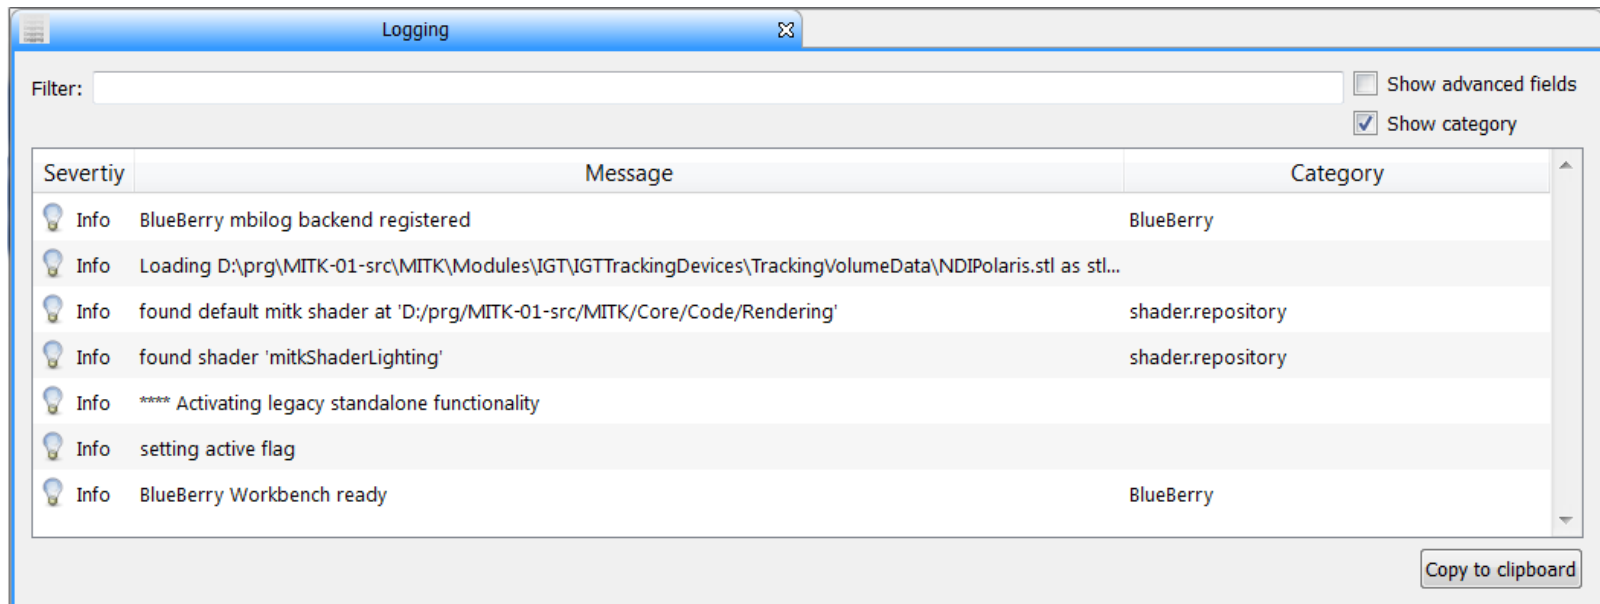 Logging
Filter:
Show advanced fields
Show category
Severtiy Message Category
Info BlueBerry mbilog backend registered BlueBerry
Info Loading D:\prg\MITK-01-src\MITK\Modules\IGT\IGTTrackingDevices\TrackingVolumeData\NDIPolaris.stl as stl...
Info found default mitk shader at 'D:/prg/MITK-01-src/MITK/Core/Code/Rendering' shader.repository
Info found shader 'mitkShaderLighting' shader.repository
Info **** Activating legacy standalone functionality
Info setting active flag
Info BlueBerry Workbench ready BlueBerry
Copy to clipboard